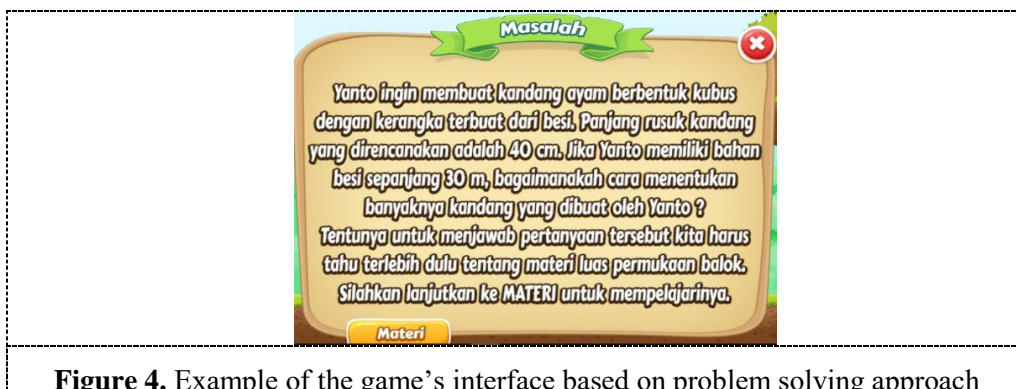 Masalah
Yanto ingin membuat kandang ayam berbentuk kubus
dengan kerangka terbuat dari besi. Panjang rusuk kandang
yang direncanakan adalah 40 cm. Jika Yanto memiliki bahan
besi sepanjang 30 m, bagaimanakah cara menentukan
banyaknya kandang yang dibuat oleh Yanto ?
Tentunya untuk menjawab pertanyaan tersebut kita harus
tahu terlebih dulu tentang materi luas permukaan balok.
Silahkan lanjutkan ke MATERI untuk mempelajarinya.
Materi
Figure 4. Example of the game's interface based on problem solving approach